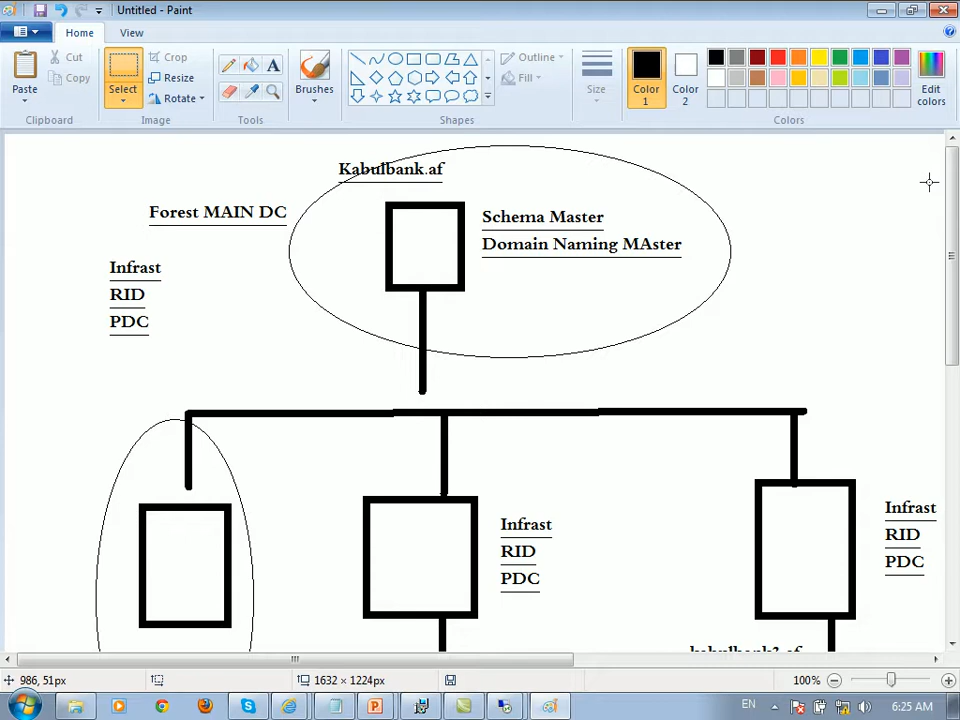 Untitled - Paint
Home
View
Paste
Cut
Copy
Clipboard
Select
Crop
Resize
Rotate
Image
Tools
Brushes
Shapes
Outline
Fill
Size
Color 1
Color 2
Colors
Edit colors
Kabulbank.af
Forest MAIN DC
Schema Master
Domain Naming MAster
Infrast
RID
PDC
Infrast
RID
PDC
Infrast
RID
PDC
kabulbank2.af
986, 51px
1632 × 1224px
100%
EN
6:25 AM